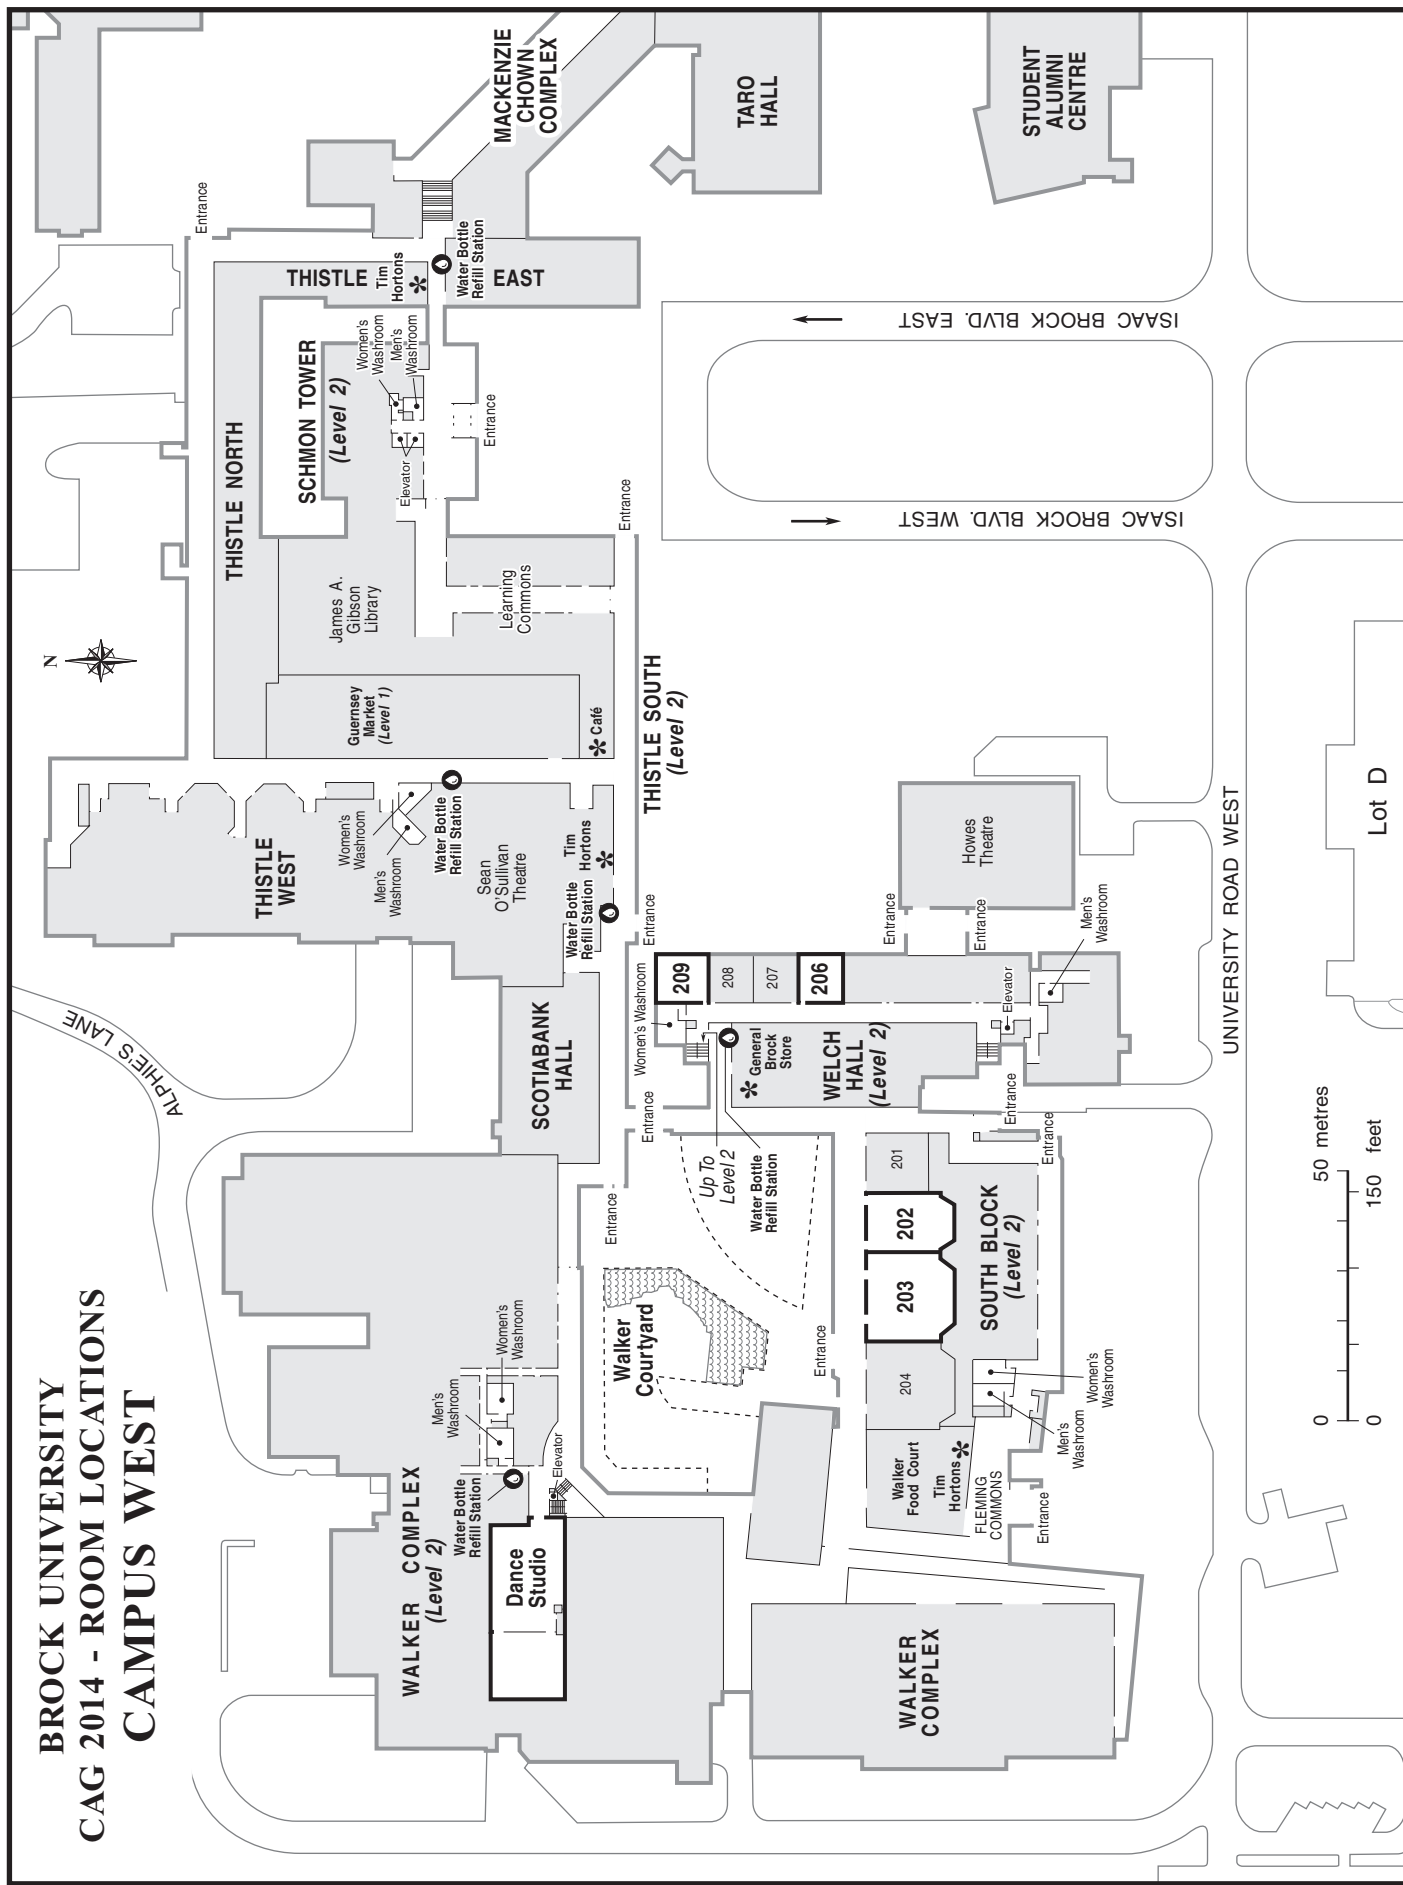 BROCK UNIVERSITY
CAG 2014 - ROOM LOCATIONS
CAMPUS WEST
N
ALPHIE'S LANE
THISTLE
WEST
Women's
Washroom
Men's
Washroom
Water Bottle
Refill Station
Sean
O'Sullivan
Theatre
Tim
Hortons
Water Bottle
Refill Station
Entrance
THISTLE NORTH
Guernsey
Market
(Level 1)
Café
James A.
Gibson
Library
Learning
Commons
SCHMON TOWER
(Level 2)
Elevator
Women's
Washroom
Men's
Washroom
Entrance
Entrance
THISTLE
EAST
Tim
Hortons
Water Bottle
Refill Station
Entrance
MACKENZIE
CHOWN
COMPLEX
TARO
HALL
STUDENT
ALUMNI
CENTRE
THISTLE SOUTH
(Level 2)
ISAAC BROCK BLVD. WEST
ISAAC BROCK BLVD. EAST
SCOTIABANK
HALL
WALKER COMPLEX
(Level 2)
Men's
Washroom
Women's
Washroom
Water Bottle
Refill Station
Elevator
Dance
Studio
Walker
Courtyard
Entrance
Entrance
Entrance
Up To
Level 2
Water Bottle
Refill Station
Women's Washroom
General
Brock
Store
209
208
207
206
WELCH
HALL
(Level 2)
Elevator
Men's
Washroom
Entrance
Entrance
Howes
Theatre
Entrance
Entrance
201
202
203
204
SOUTH BLOCK
(Level 2)
Women's
Washroom
Men's
Washroom
Walker
Food Court
Tim
Hortons
FLEMING
COMMONS
Entrance
WALKER
COMPLEX
UNIVERSITY ROAD WEST
Lot D
0 50 metres
0 150 feet